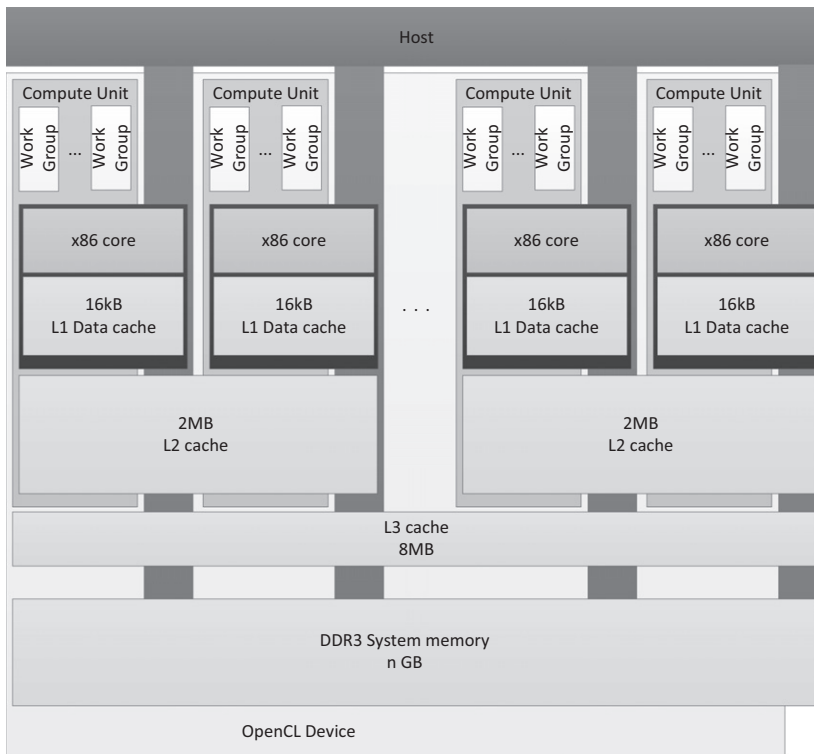 Host
Compute Unit
Compute Unit
Compute Unit
Compute Unit
Work
Group
...
Work
Group
Work
Group
...
Work
Group
Work
Group
...
Work
Group
Work
Group
...
Work
Group
x86 core
x86 core
x86 core
x86 core
16kB
L1 Data cache
16kB
L1 Data cache
. . .
16kB
L1 Data cache
16kB
L1 Data cache
2MB
L2 cache
2MB
L2 cache
L3 cache
8MB
DDR3 System memory
n GB
OpenCL Device